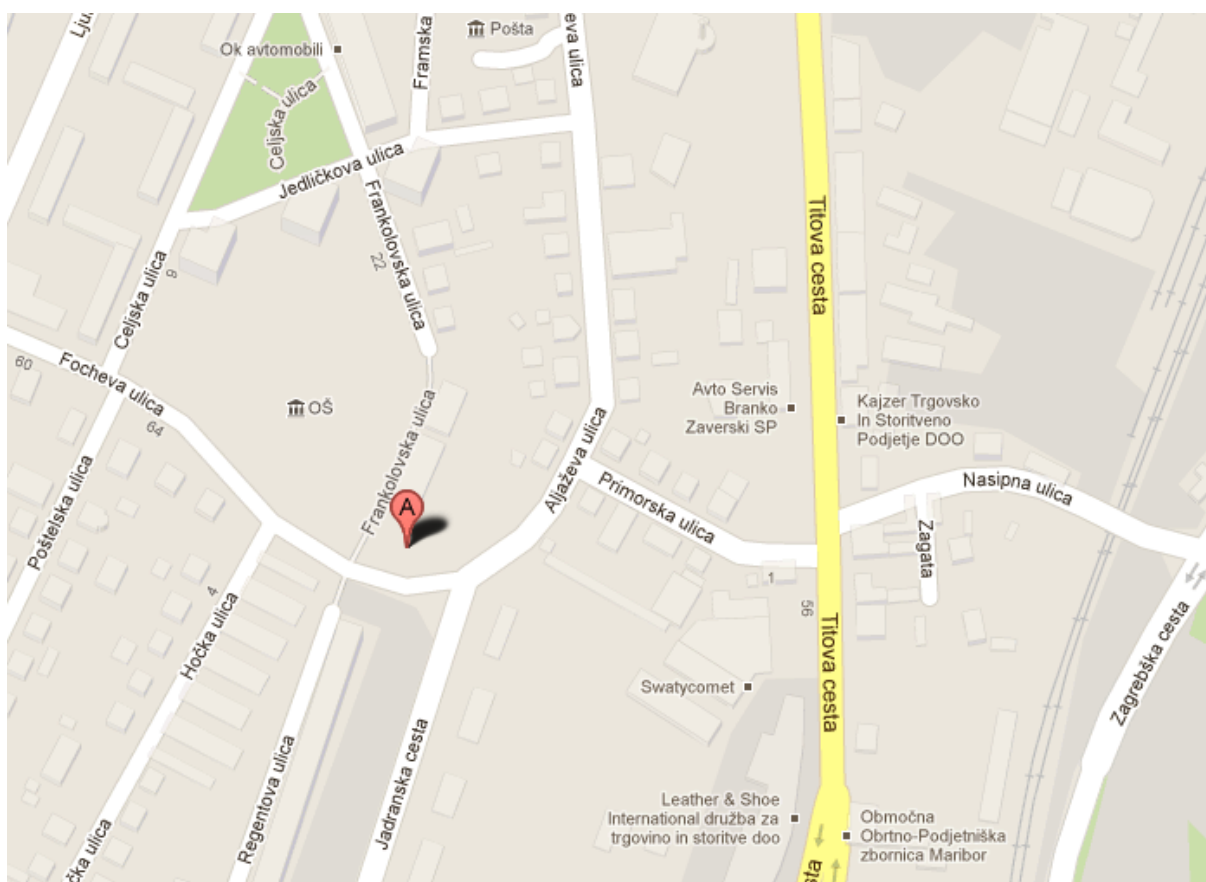 Ljub
Pošta
Ok avtomobili
Framska
eva ulica
Celjska ulica
Jedličkova ulica
Titova cesta
Frankolovska ulica
22
Celjska ulica
9
Focheva ulica
60
64
OŠ
Avto Servis
Branko
Zaverski SP
Kajzer Trgovsko
In Storitveno
Podjetje DOO
Frankolovska ulica
Aljaževa ulica
Poštelska ulica
A
Primorska ulica
Nasipna ulica
Zagata
4
1
56
Hočka ulica
Titova cesta
Zagrebška cesta
Swatycomet
Jadranska cesta
Regentova ulica
čka ulica
Leather & Shoe
International družba za
trgovino in storitve doo
Območna
Obrtno-Podjetniška
zbornica Maribor
cesta